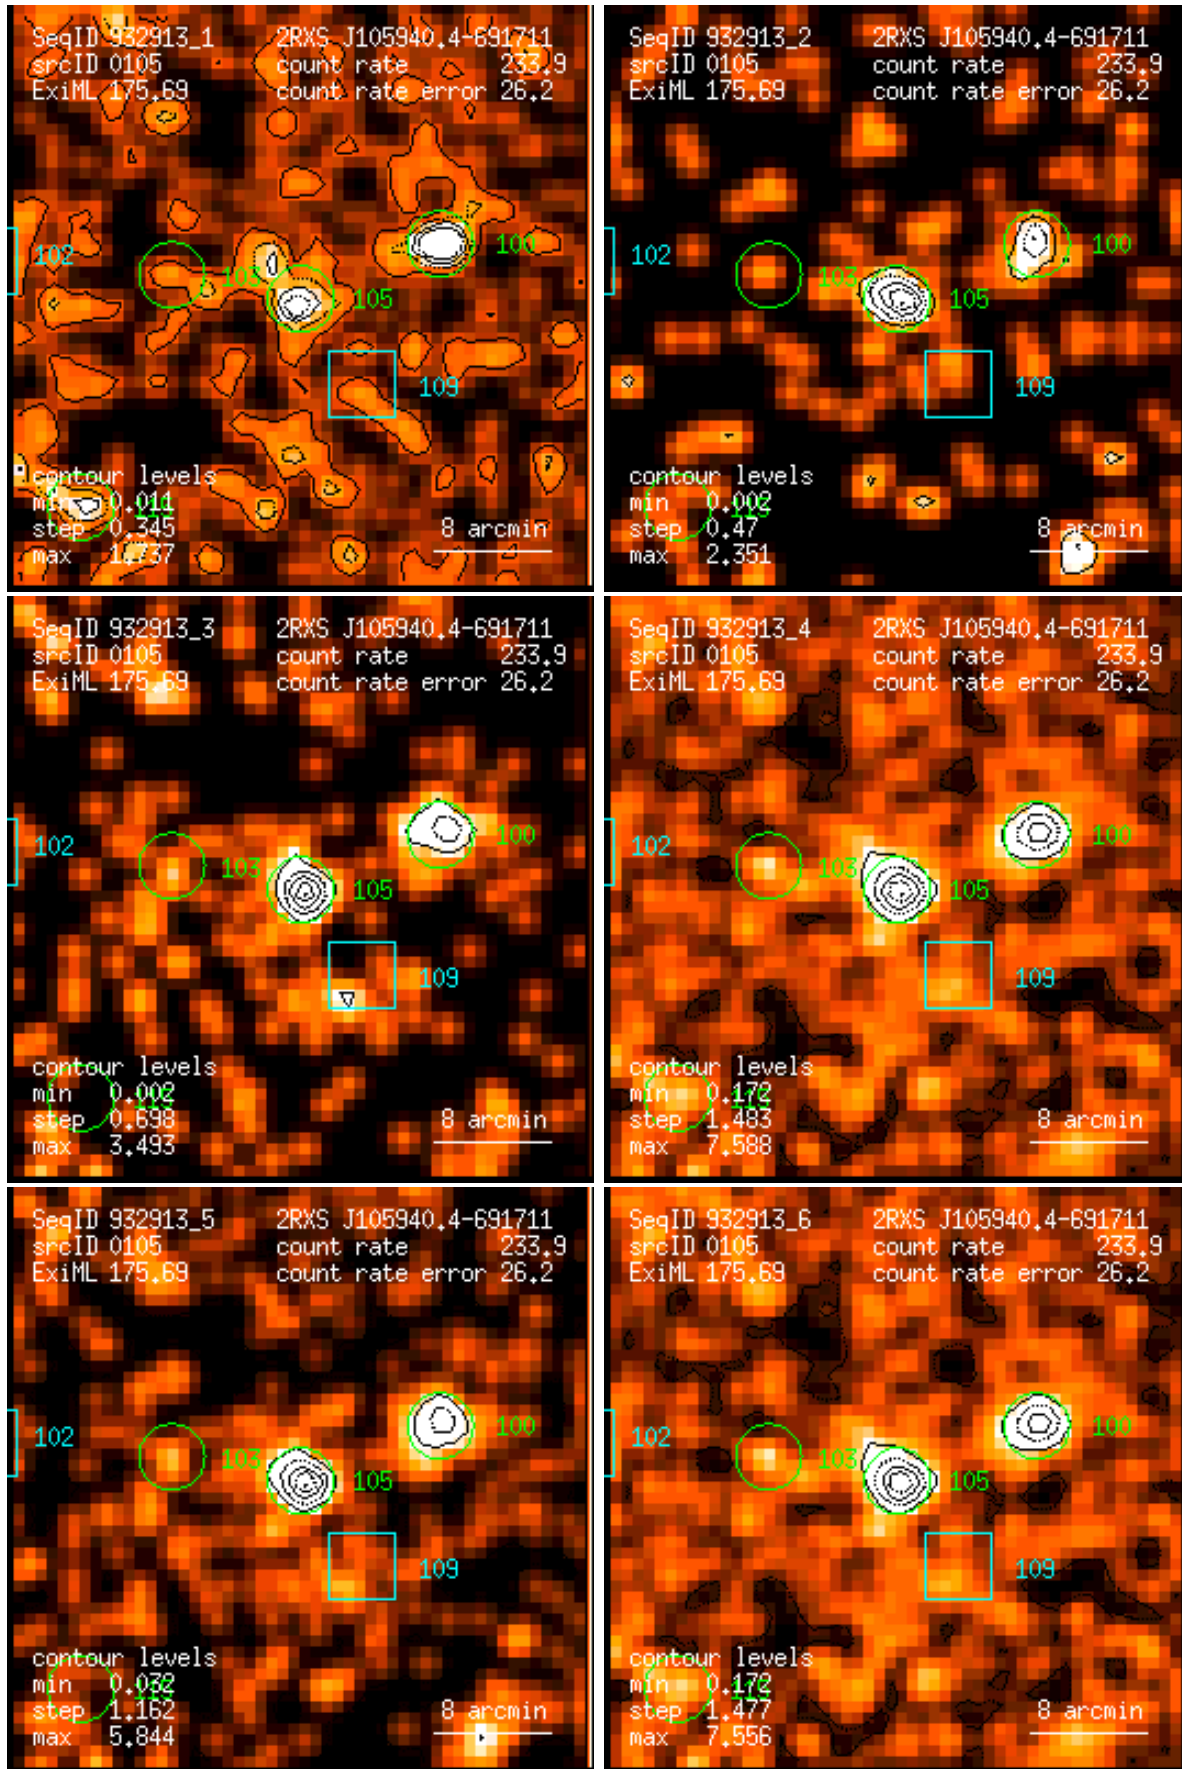 SeqID 932913_1 2RXS J105940.4-691711
srcID 0105 count rate 233.9
ExiML 175.69 count rate error 26.2
100
102
103
105
109
contour levels
min 0.011
step 0.345
max 1.737
8 arcmin
SeqID 932913_2 2RXS J105940.4-691711
srcID 0105 count rate 233.9
ExiML 175.69 count rate error 26.2
100
102
103
105
109
contour levels
min 0.002
step 0.47
max 2.351
8 arcmin
SeqID 932913_3 2RXS J105940.4-691711
srcID 0105 count rate 233.9
ExiML 175.69 count rate error 26.2
100
102
103
105
109
contour levels
min 0.002
step 0.698
max 3.493
8 arcmin
SeqID 932913_4 2RXS J105940.4-691711
srcID 0105 count rate 233.9
ExiML 175.69 count rate error 26.2
100
102
103
105
109
contour levels
min 0.172
step 1.483
max 7.588
8 arcmin
SeqID 932913_5 2RXS J105940.4-691711
srcID 0105 count rate 233.9
ExiML 175.69 count rate error 26.2
100
102
103
105
109
contour levels
min 0.032
step 1.162
max 5.844
8 arcmin
SeqID 932913_6 2RXS J105940.4-691711
srcID 0105 count rate 233.9
ExiML 175.69 count rate error 26.2
100
102
103
105
109
contour levels
min 0.172
step 1.477
max 7.556
8 arcmin